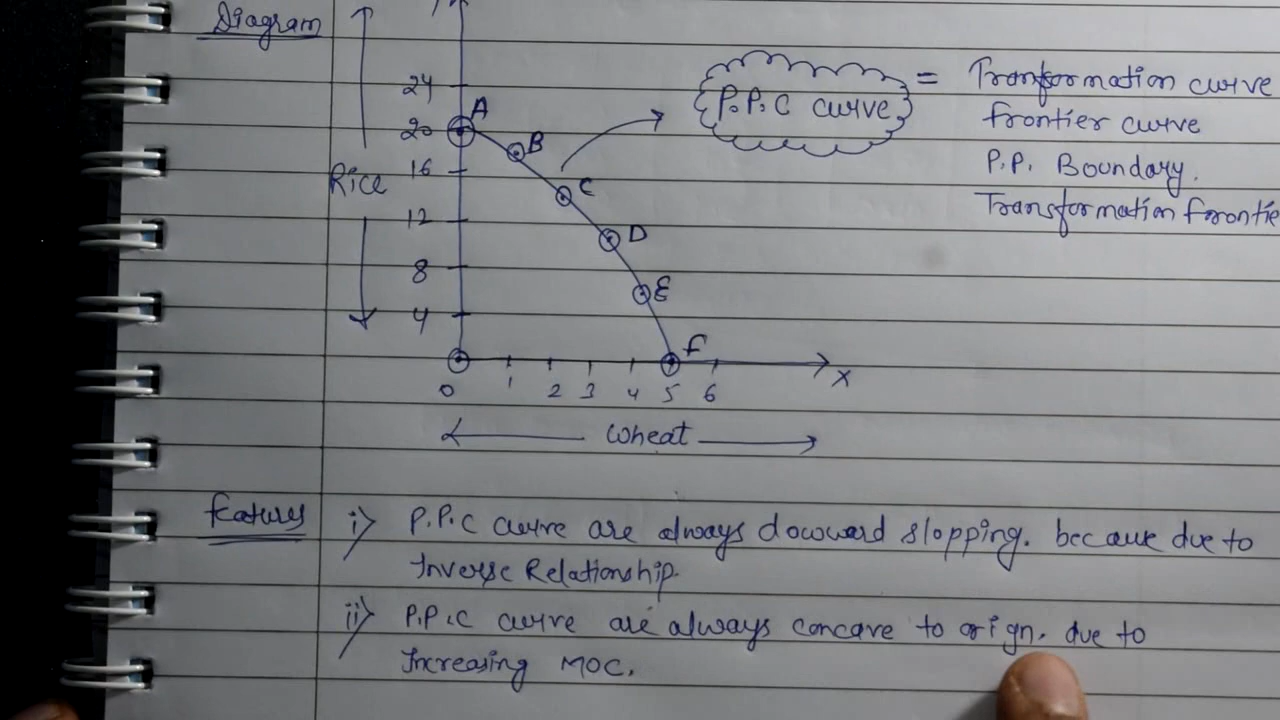 Diagram
24
A
20
B
16
Rice
C
12
D
8
E
4
F
0 1 2 3 4 5 6
X
Wheat
P.P.C curve = Transformation curve
frontier curve
P.P. Boundary.
Transformation frontie
featurs i) P.P.C curve are always dowoward slopping. because due to
Inverse Relationship.
ii) P.P.C curve are always concave to orign. due to
Increasing MOC.